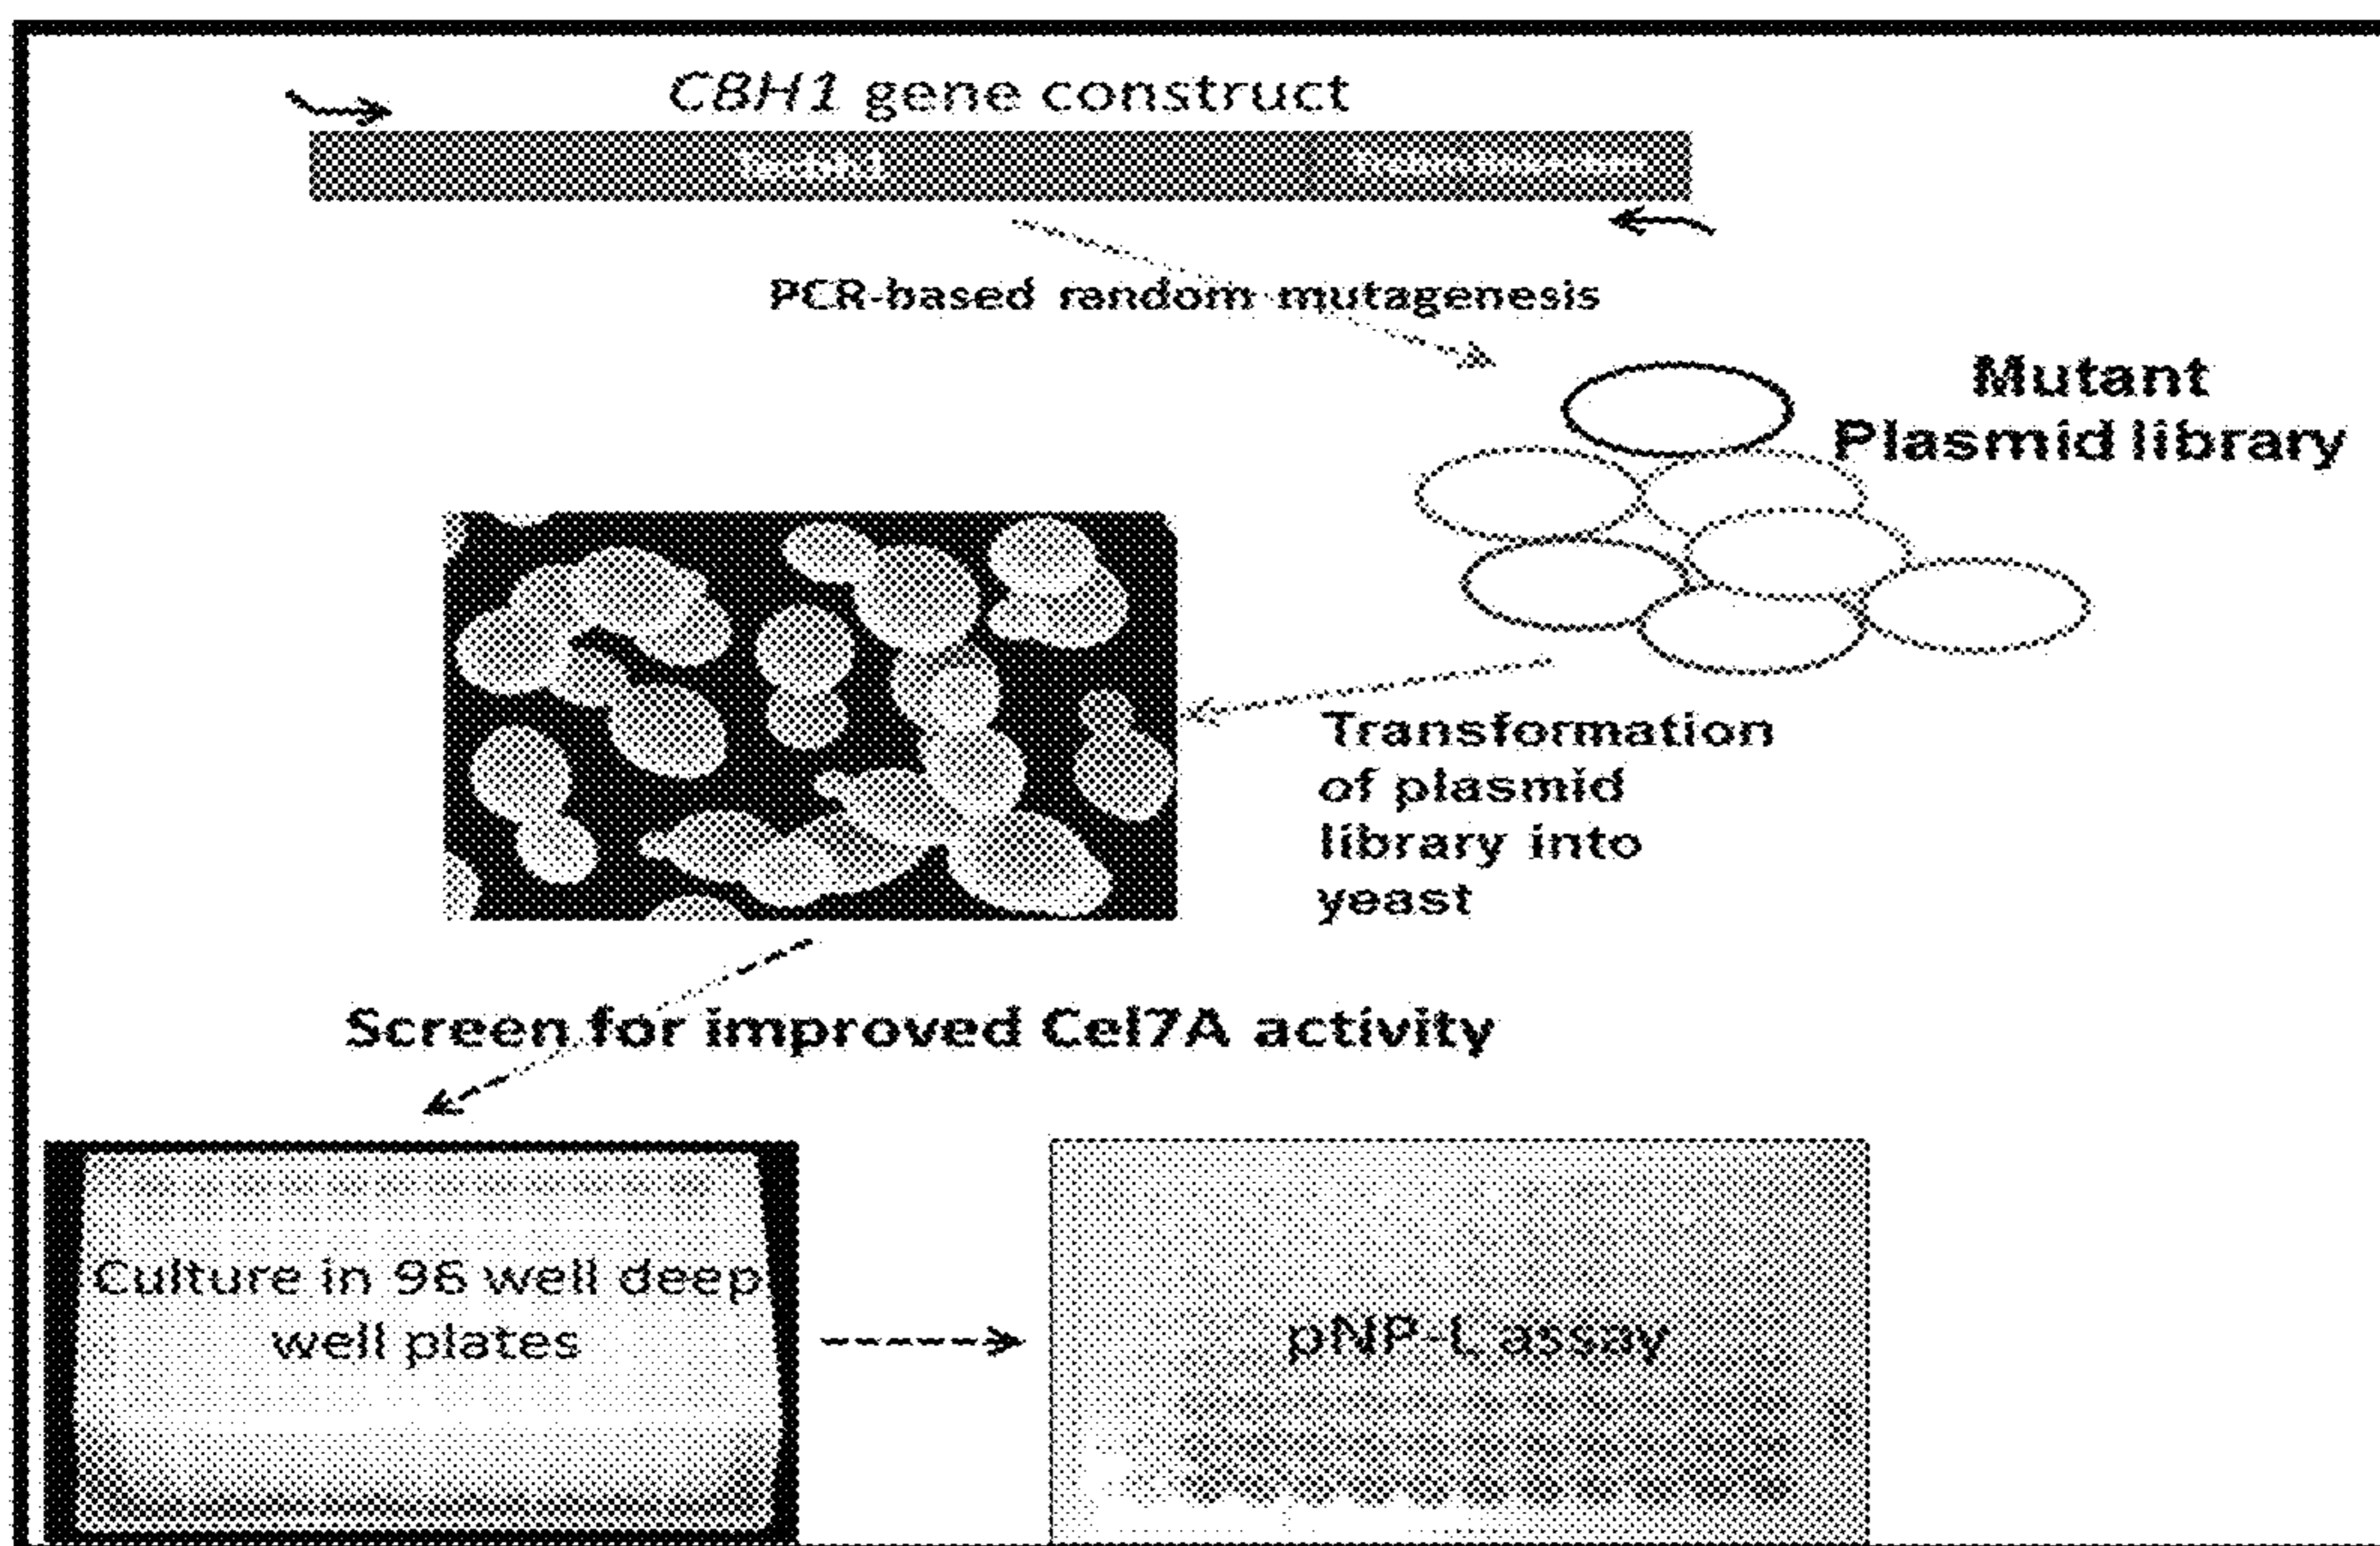 CBH1 gene construct
PCR-based random mutagenesis
Mutant
Plasmid library
Transformation
of plasmid
library into
yeast
Screen for improved Cel7A activity
Culture in 96 well deep
well plates
pNP-L assay